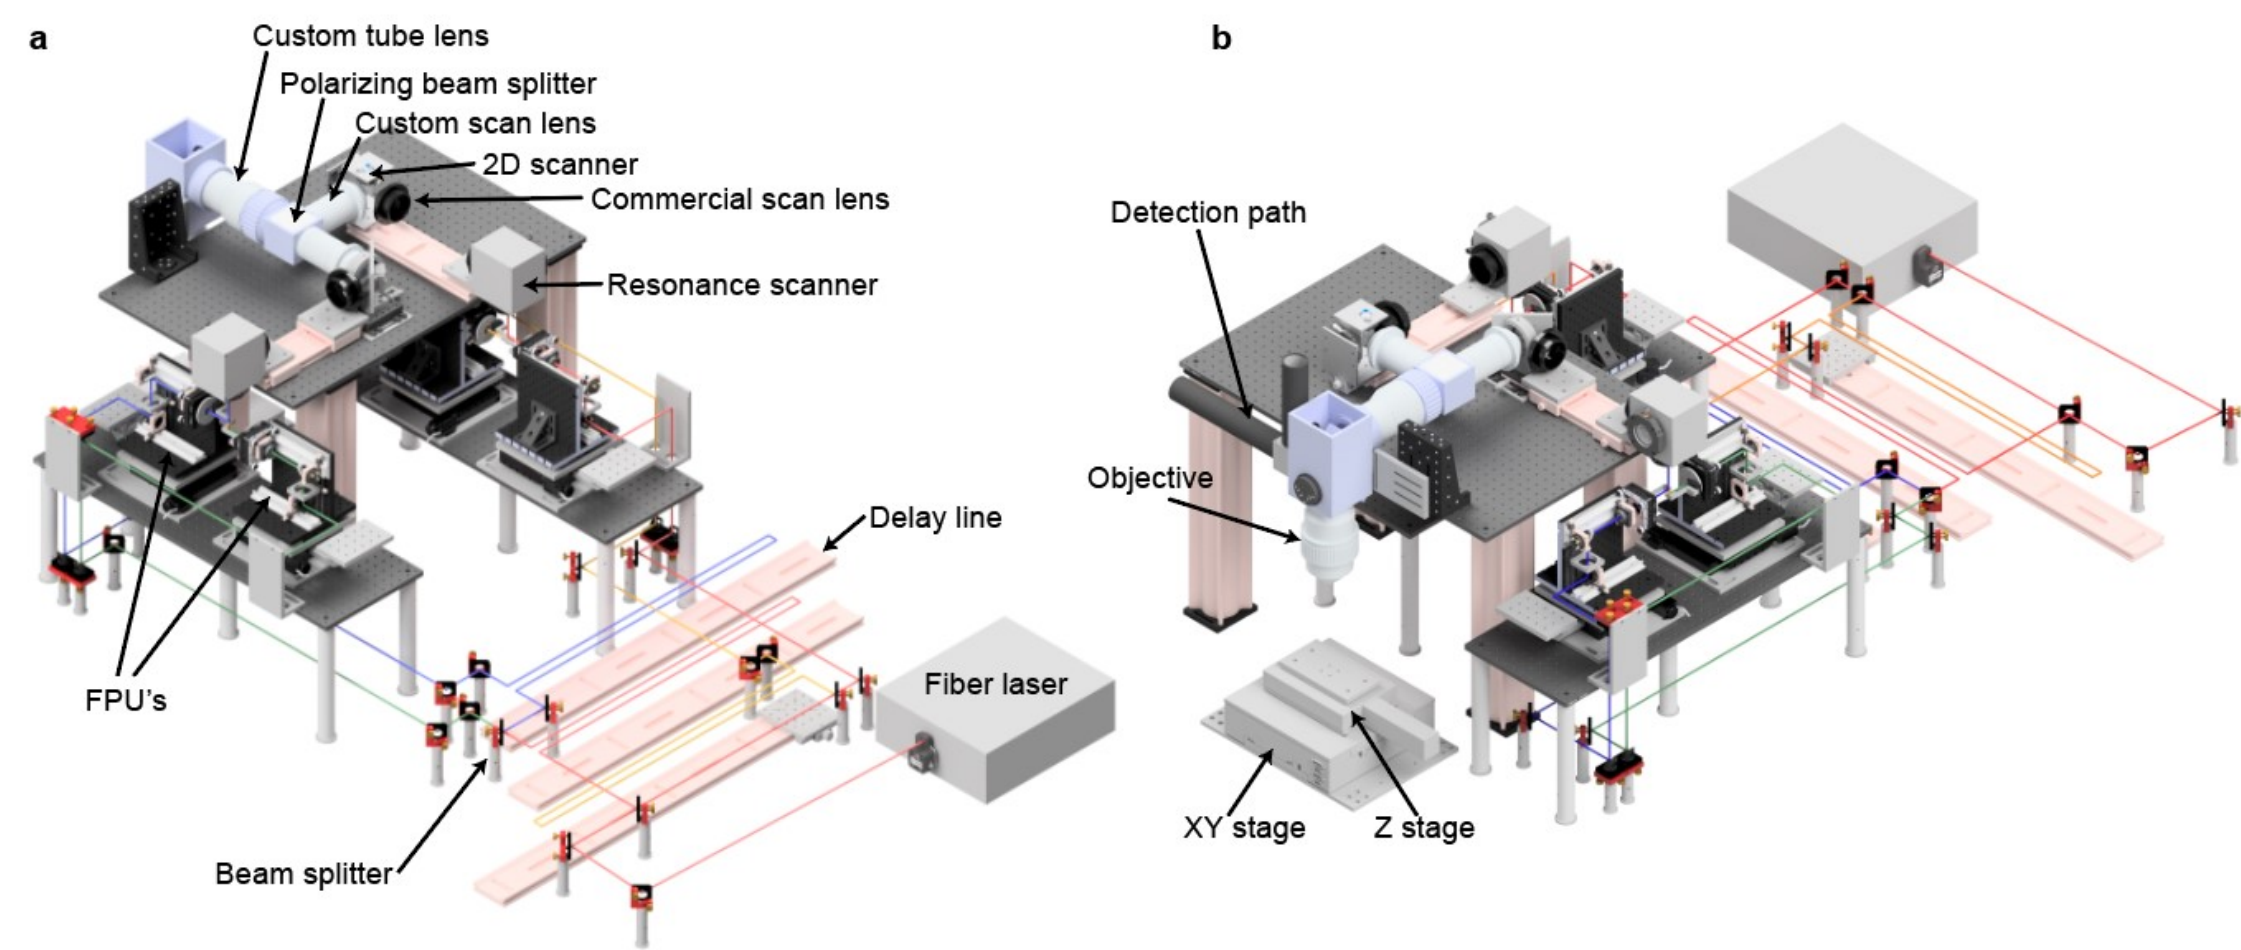 a
Custom tube lens
Polarizing beam splitter
Custom scan lens
2D scanner
Commercial scan lens
Resonance scanner
Delay line
FPU's
Fiber laser
Beam splitter
b
Detection path
Objective
XY stage
Z stage